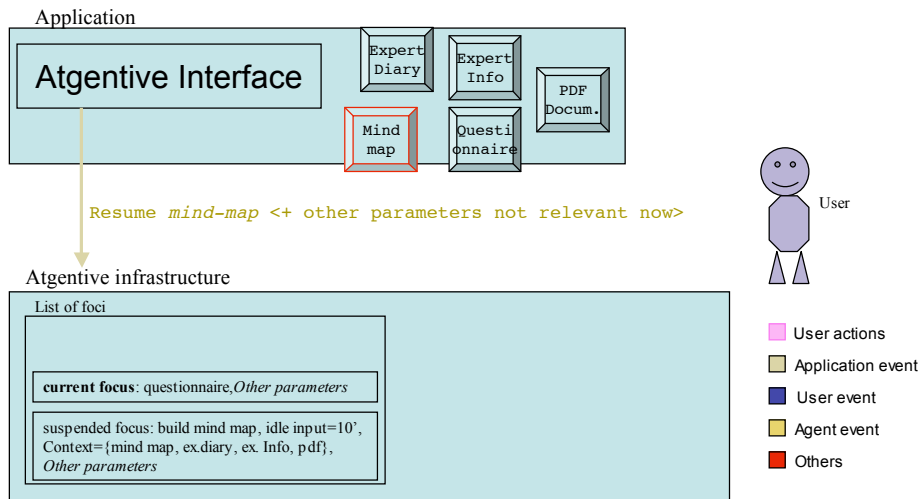 Application
Atgentive Interface
Expert
Diary
Expert
Info
PDF
Docum.
Mind
map
Questi
onnaire
Resume mind-map <+ other parameters not relevant now>
User
Atgentive infrastructure
List of foci
current focus: questionnaire,Other parameters
suspended focus: build mind map, idle input=10’,
Context={mind map, ex.diary, ex. Info, pdf},
Other parameters
User actions
Application event
User event
Agent event
Others